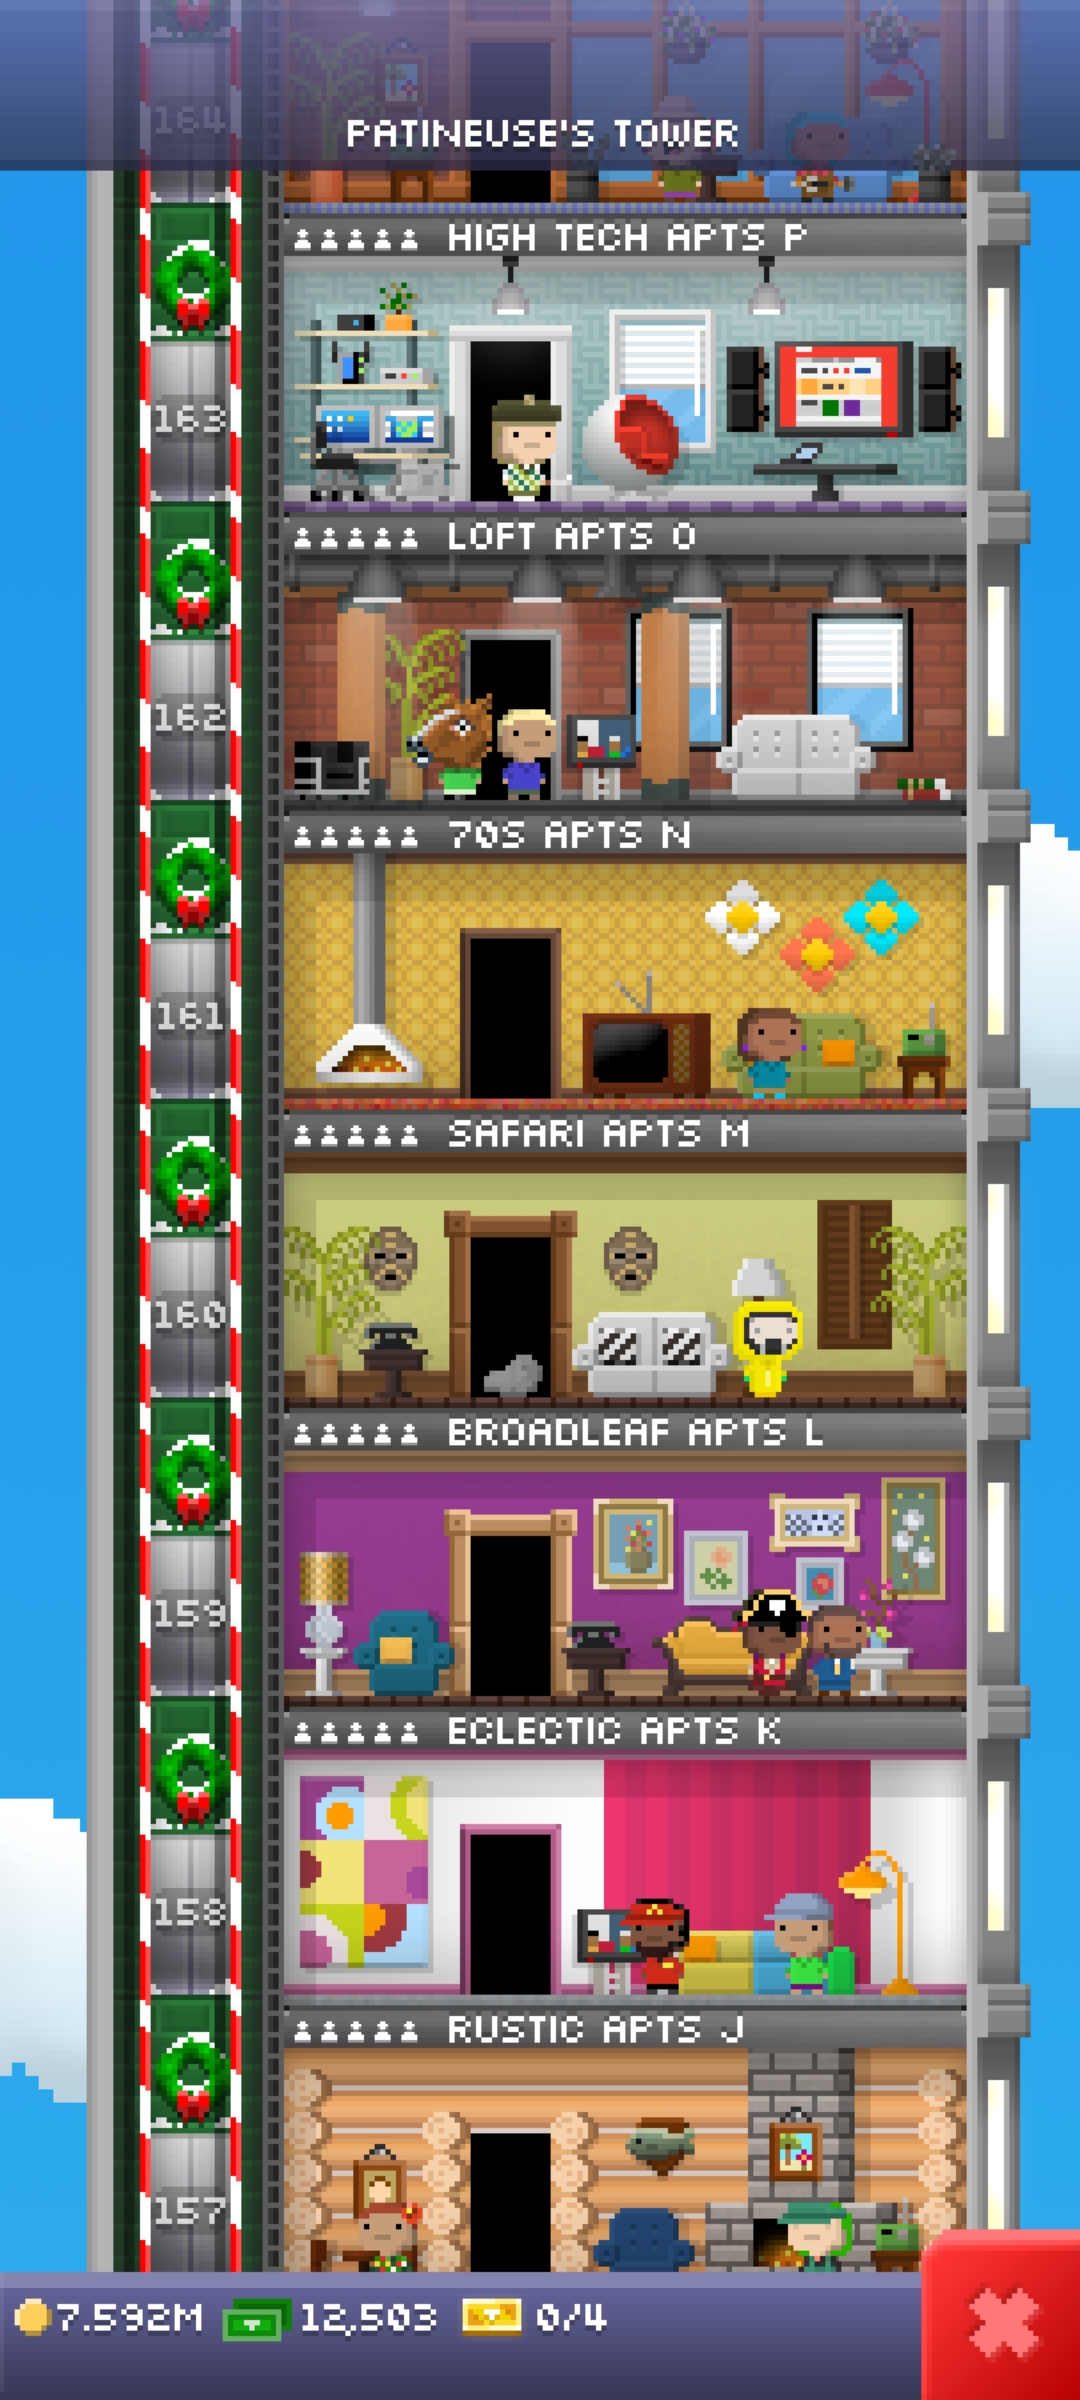 164
PATINEUSE'S TOWER
HIGH TECH APTS P
163
LOFT APTS O
162
70S APTS N
161
SAFARI APTS M
160
BROADLEAF APTS L
159
ECLECTIC APTS K
158
RUSTIC APTS J
157
7.592M 12,503 0/4